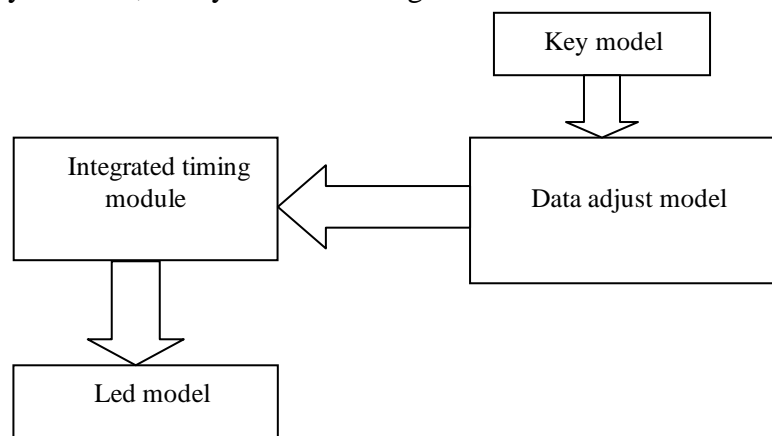 Key model
Integrated timing
module
Data adjust model
Led model